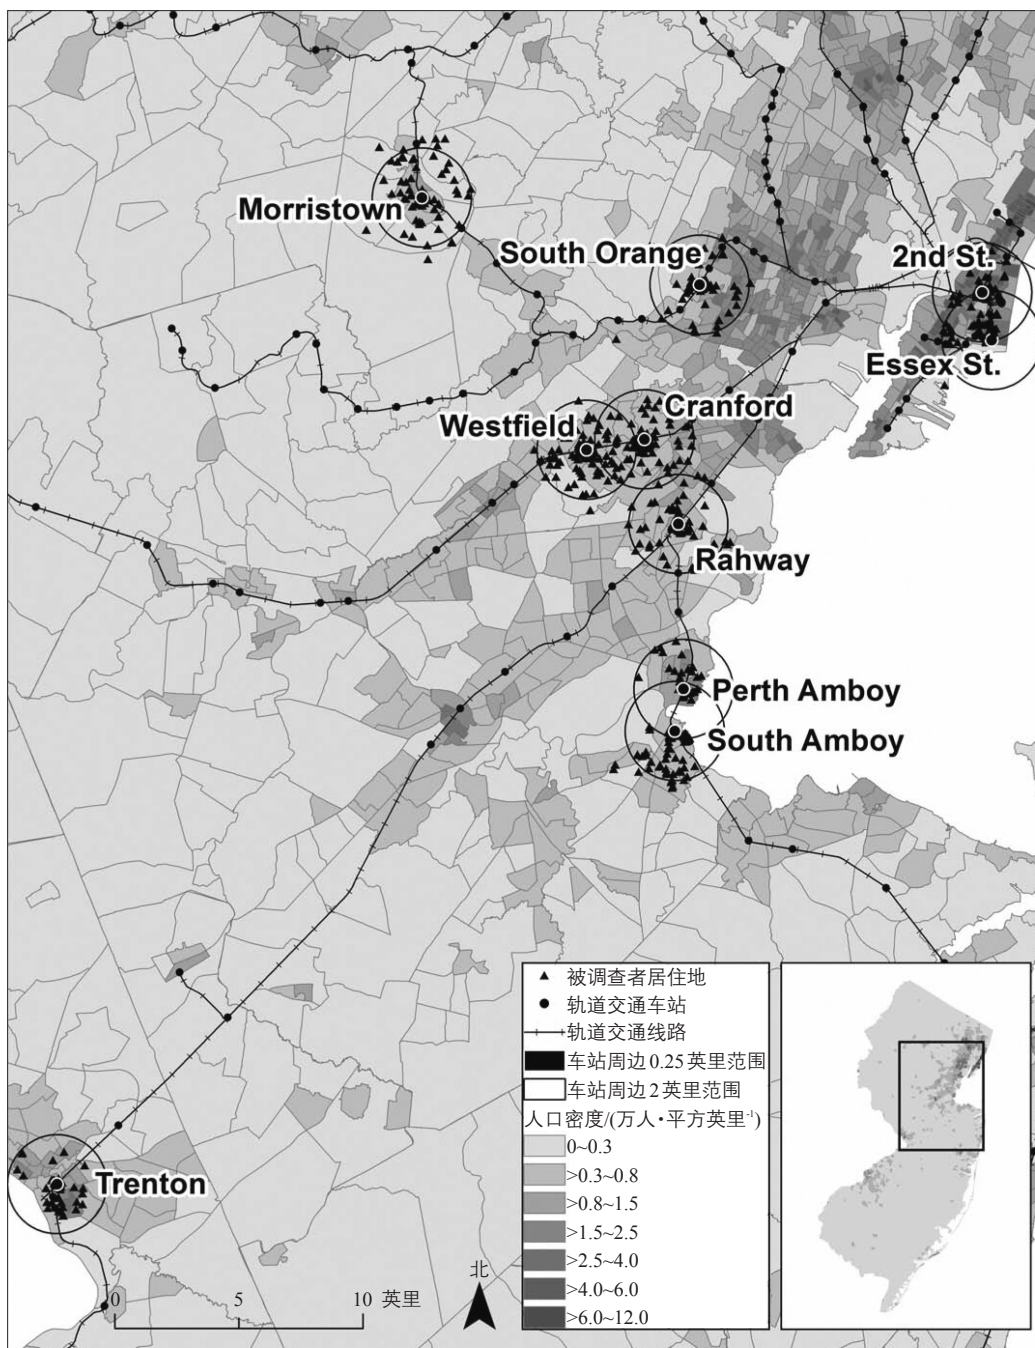 Morristown
South Orange
2nd St.
Essex St.
Cranford
Westfield
Rahway
Perth Amboy
South Amboy
Trenton
被调查者居住地
轨道交通车站
轨道交通线路
车站周边0.25英里范围
车站周边2英里范围
人口密度/(万人·平方英里⁻¹)
0~0.3
>0.3~0.8
>0.8~1.5
>1.5~2.5
>2.5~4.0
>4.0~6.0
>6.0~12.0
北
0 5 10 英里